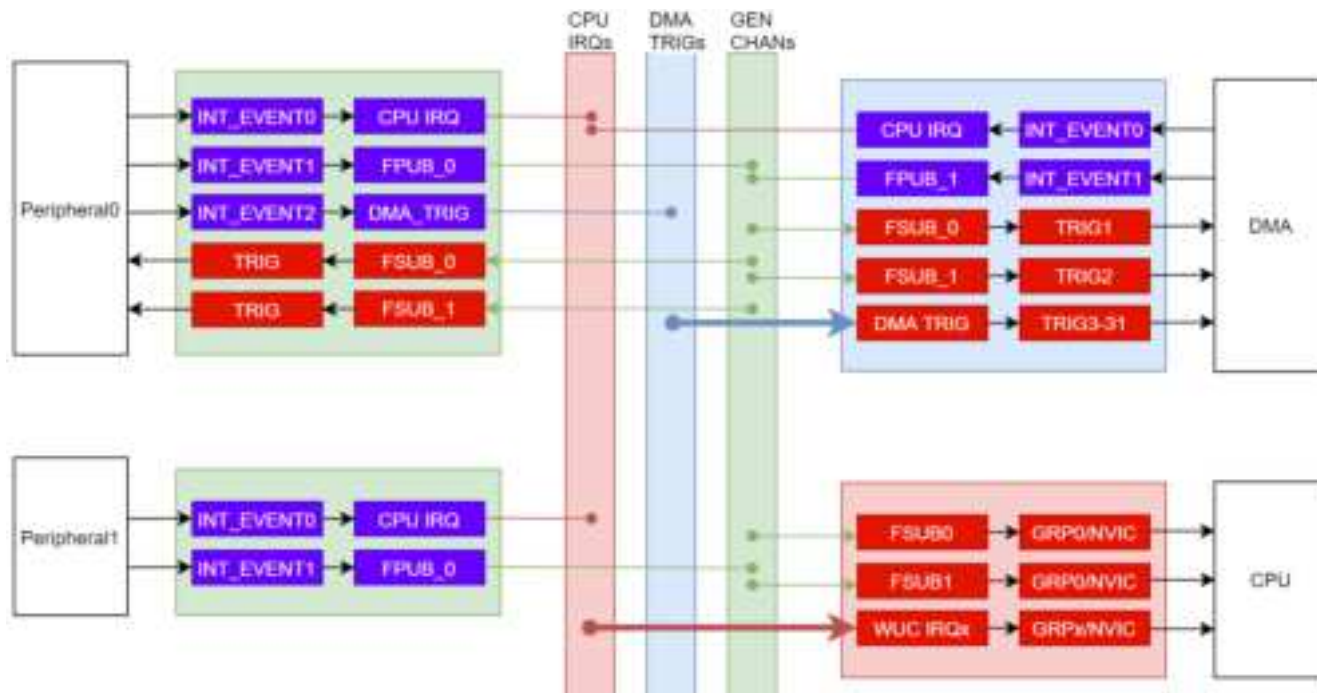 CPU IRQs
DMA TRIGs
GEN CHANs
Peripheral0
INT_EVENT0
CPU IRQ
INT_EVENT1
FPUB_0
INT_EVENT2
DMA_TRIG
TRIG
FSUB_0
TRIG
FSUB_1
CPU IRQ
INT_EVENT0
FPUB_1
INT_EVENT1
FSUB_0
TRIG1
FSUB_1
TRIG2
DMA TRIG
TRIG3-31
DMA
Peripheral1
INT_EVENT0
CPU IRQ
INT_EVENT1
FPUB_0
FSUB0
GRP0/NVIC
FSUB1
GRP0/NVIC
WUC IRQx
GRPx/NVIC
CPU